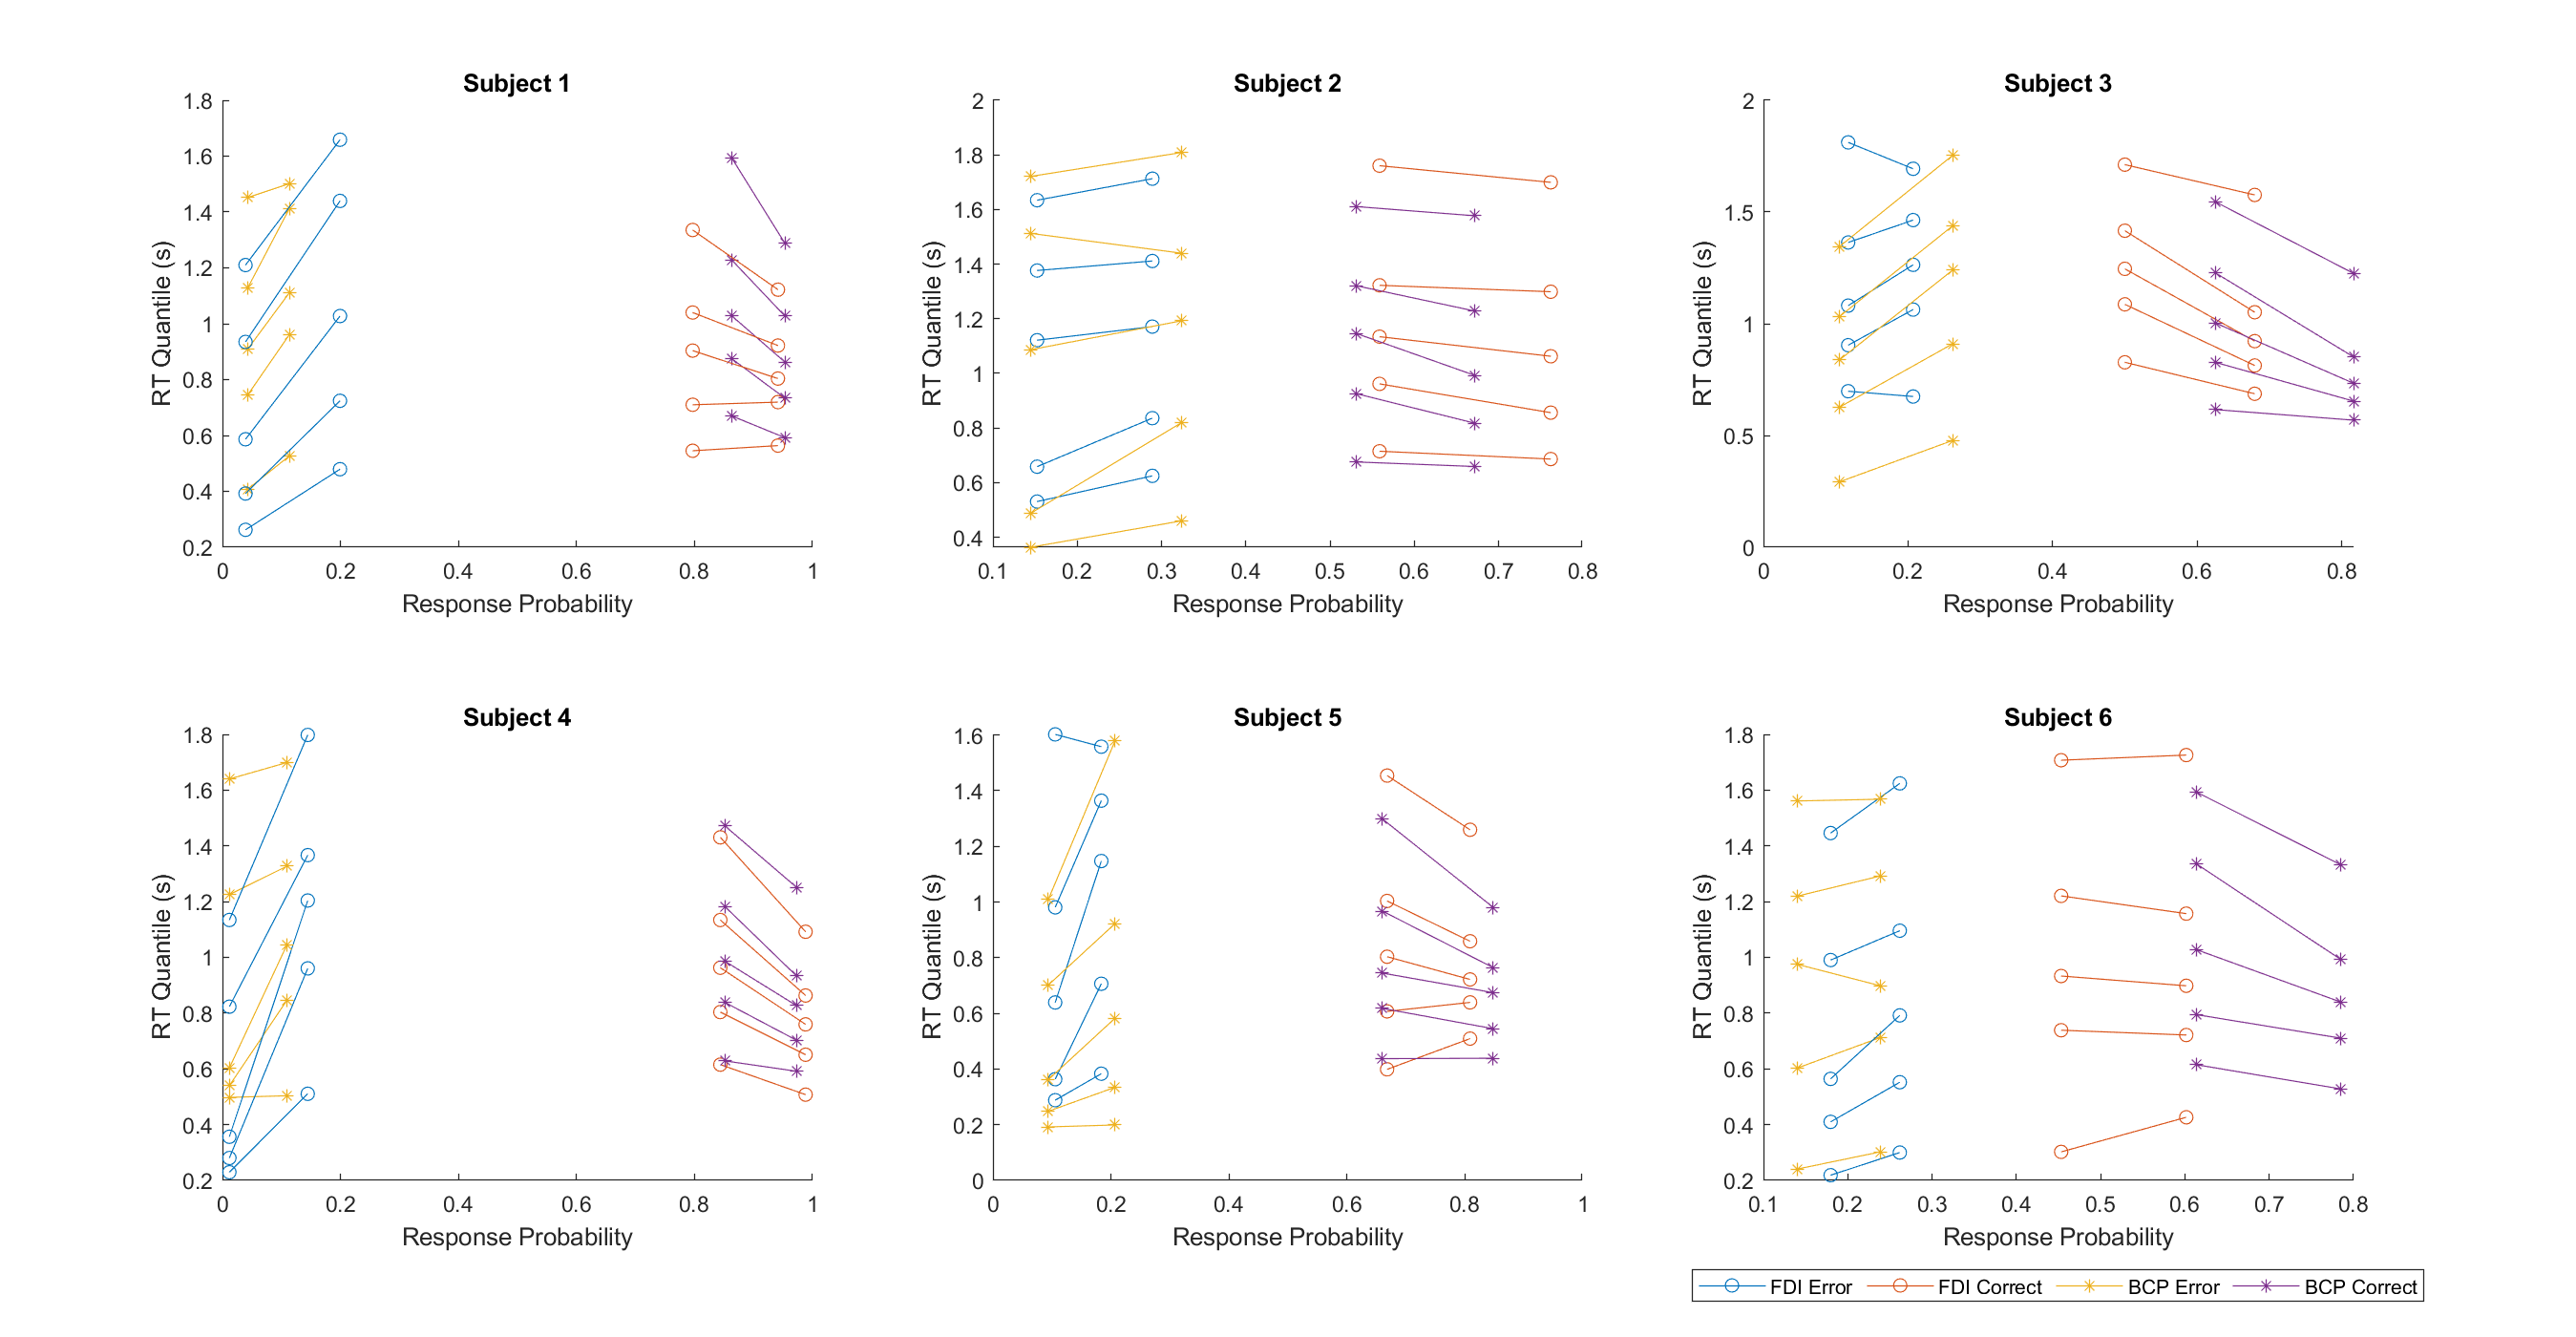 Subject 1
1.8
1.6
1.4
1.2
1
0.8
0.6
0.4
0.2
RT Quantile (s)
0 0.2 0.4 0.6 0.8 1
Response Probability
Subject 2
2
1.8
1.6
1.4
1.2
1
0.8
0.6
0.4
RT Quantile (s)
0.1 0.2 0.3 0.4 0.5 0.6 0.7 0.8
Response Probability
Subject 3
2
1.5
1
0.5
0
RT Quantile (s)
0 0.2 0.4 0.6 0.8
Response Probability
Subject 4
1.8
1.6
1.4
1.2
1
0.8
0.6
0.4
0.2
RT Quantile (s)
0 0.2 0.4 0.6 0.8 1
Response Probability
Subject 5
1.6
1.4
1.2
1
0.8
0.6
0.4
0.2
0
RT Quantile (s)
0 0.2 0.4 0.6 0.8 1
Response Probability
Subject 6
1.8
1.6
1.4
1.2
1
0.8
0.6
0.4
0.2
RT Quantile (s)
0.1 0.2 0.3 0.4 0.5 0.6 0.7 0.8
Response Probability
FDI Error FDI Correct BCP Error BCP Correct